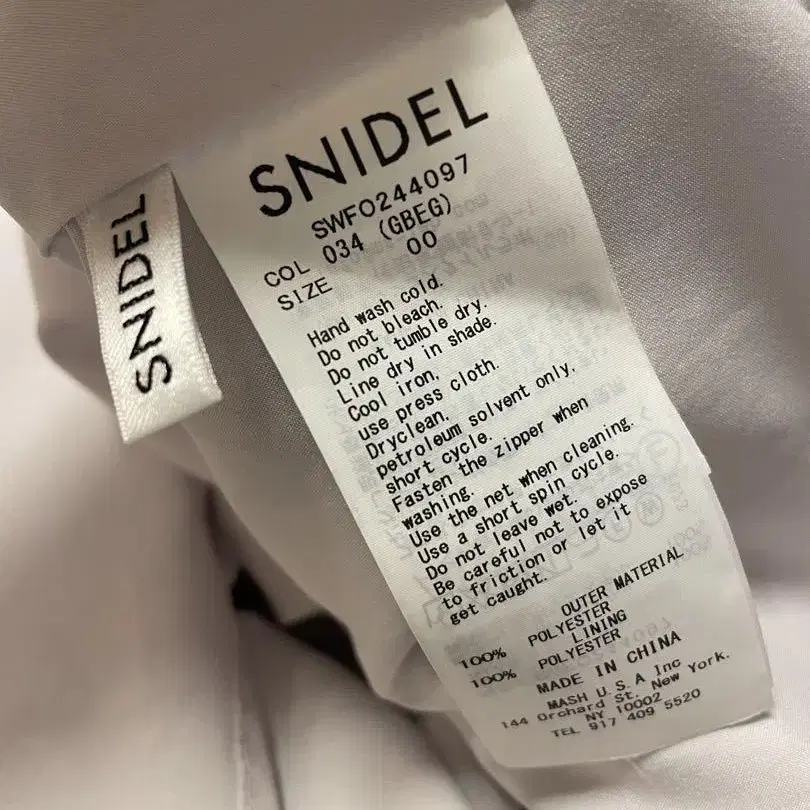 SNIDEL
SNIDEL
SWFO244097
COL 034 (GBEG)
SIZE 00
Hand wash cold.
Do not bleach.
Do not tumble dry.
Line dry in shade.
Cool iron,
use press cloth.
Dryclean,
petroleum solvent only,
short cycle.
Fasten the zipper when
washing.
Use the net when cleaning.
Use a short spin cycle.
Do not leave wet.
Be careful not to expose
to friction or let it
get caught.
OUTER MATERIAL
100% POLYESTER
LINING
100% POLYESTER
MADE IN CHINA
MASH U.S.A Inc
144 Orchard St. New York.
NY 10002
TEL 917 409 5520